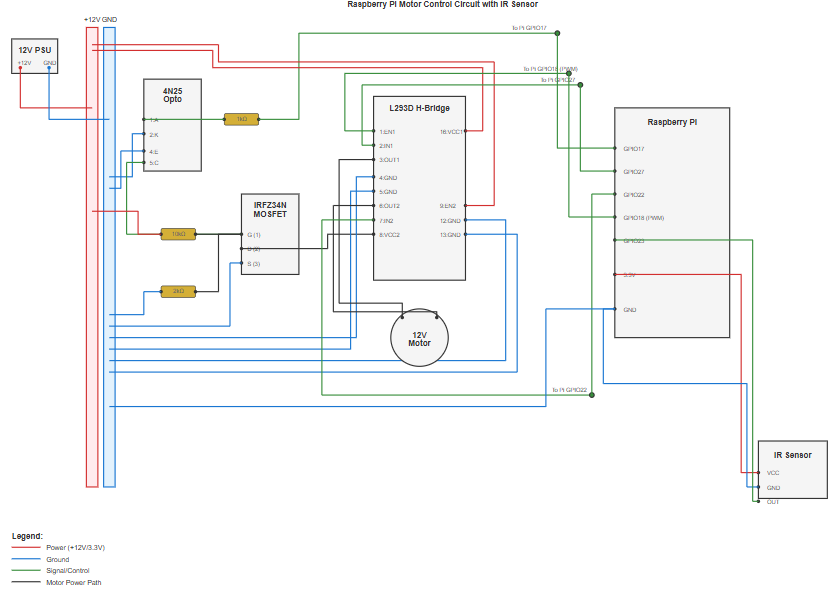 Raspberry Pi Motor Control Circuit with IR Sensor
+12V GND
12V PSU
+12V GND
4N25
Opto
1:A
2:K
4:E
5:C
1kΩ
To Pi GPIO17
To Pi GPIO18 (PWM)
To Pi GPIO27
L293D H-Bridge
1:EN1
2:IN1
3:OUT1
4:GND
5:GND
6:OUT2
7:IN2
8:VCC2
16:VCC1
9:EN2
12:GND
13:GND
Raspberry Pi
GPIO17
GPIO27
GPIO22
GPIO18 (PWM)
GPIO23
3.3V
GND
IRFZ34N
MOSFET
G (1)
D (2)
S (3)
10kΩ
2kΩ
12V
Motor
To Pi GPIO22
IR Sensor
VCC
GND
OUT
Legend:
Power (+12V/3.3V)
Ground
Signal/Control
Motor Power Path